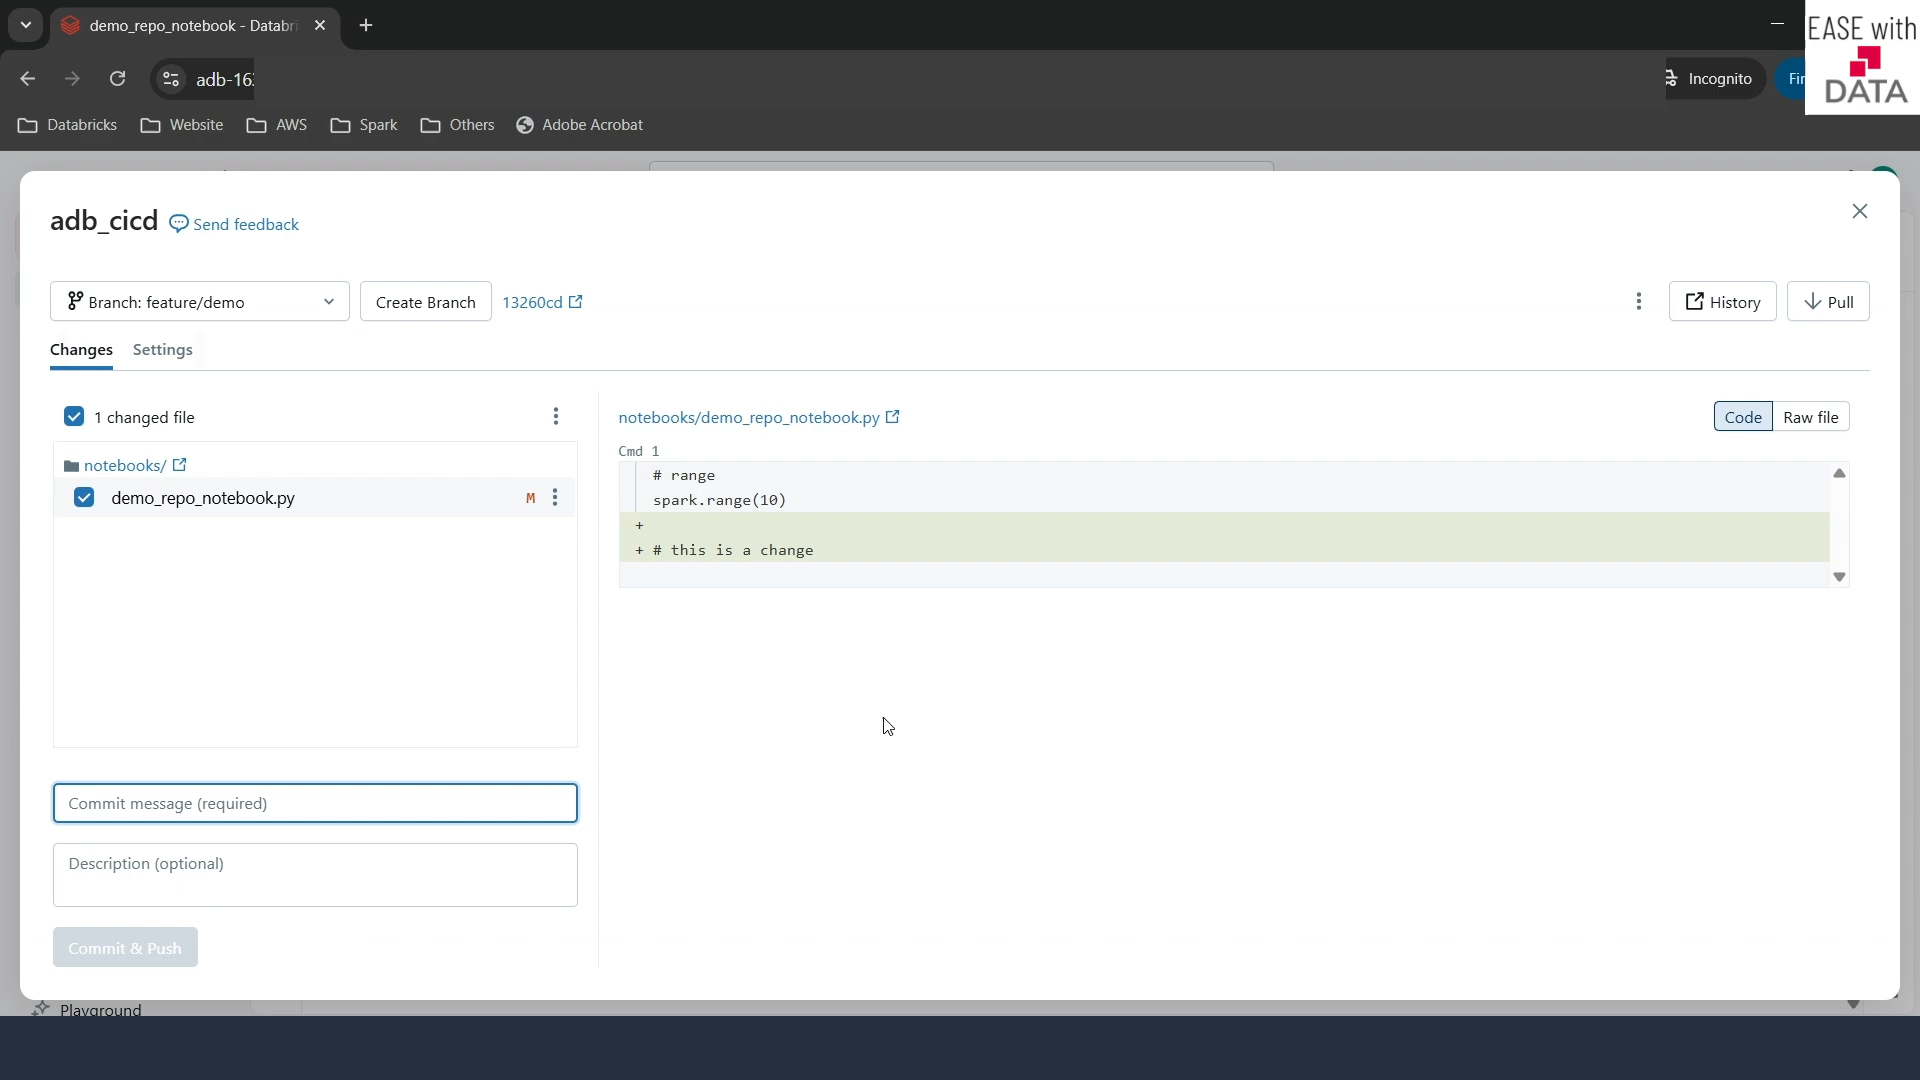 demo_repo_notebook - Databri
EASE with
DATA
adb-163
Incognito
Databricks
Website
AWS
Spark
Others
Adobe Acrobat
adb_cicd
Send feedback
Branch: feature/demo
Create Branch
13260cd
History
Pull
Changes
Settings
1 changed file
notebooks/
demo_repo_notebook.py
M
notebooks/demo_repo_notebook.py
Code
Raw file
Cmd 1
# range
spark.range(10)
+
+ # this is a change
Commit message (required)
Description (optional)
Commit & Push
Playground